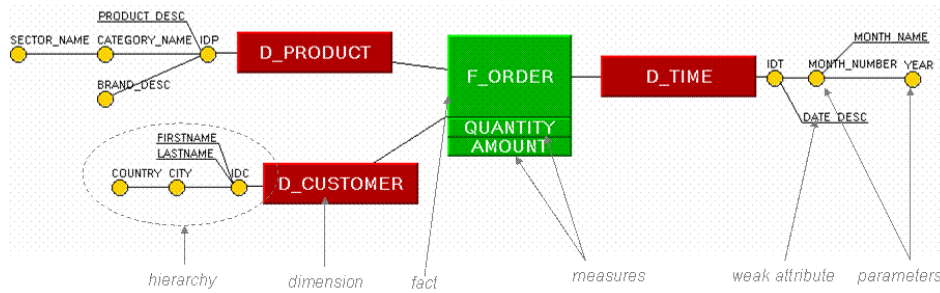 PRODUCT_DESC
SECTOR_NAME CATEGORY_NAME IDP
D_PRODUCT
BRAND_DESC
F_ORDER
QUANTITY
AMOUNT
D_TIME
MONTH_NAME
IDT MONTH_NUMBER YEAR
DATE_DESC
FIRSTNAME
LASTNAME
COUNTRY CITY IDC
D_CUSTOMER
hierarchy
dimension
fact
measures
weak attribute
parameters